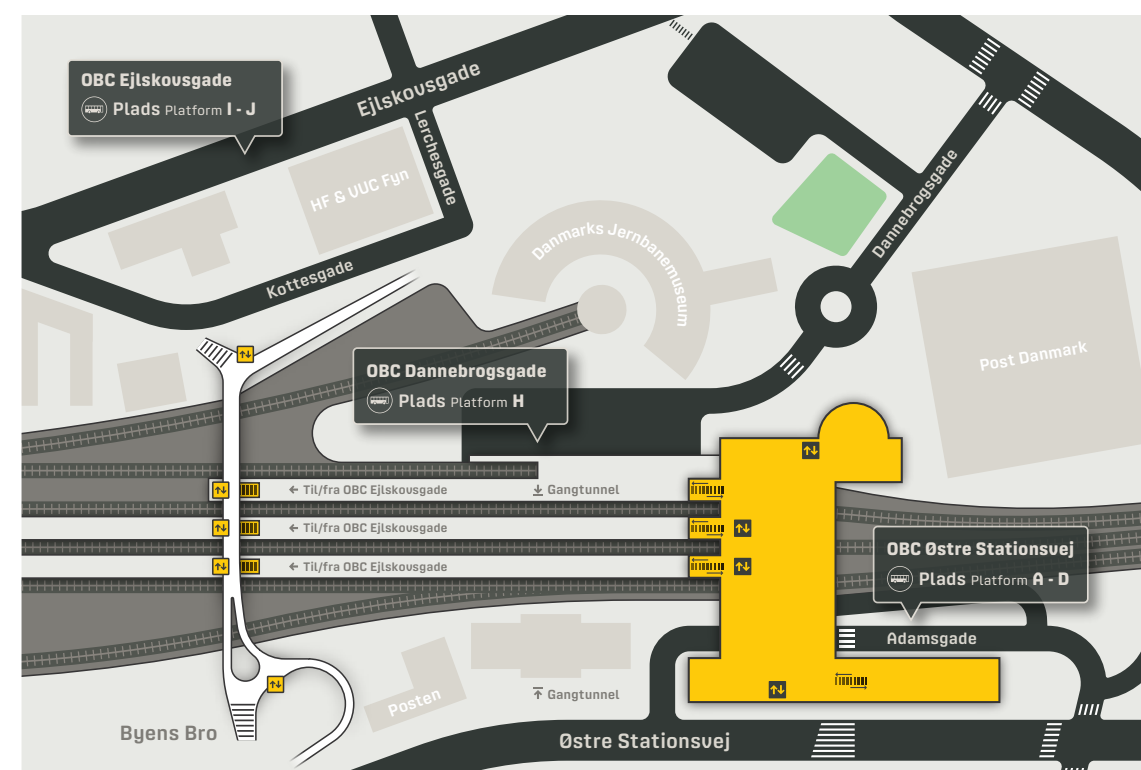 OBC Ejlskovsgade
Plads Platform I - J
Ejlskovsgade
Lerchesgade
HF & VUC Fyn
Kottesgade
Danmarks Jernbanemuseum
Dannebrogsgade
Post Danmark
OBC Dannebrogsgade
Plads Platform H
← Til/fra OBC Ejlskovsgade
Gangtunnel
← Til/fra OBC Ejlskovsgade
← Til/fra OBC Ejlskovsgade
OBC Østre Stationsvej
Plads Platform A - D
Adamsgade
Posten
Gangtunnel
Byens Bro
Østre Stationsvej